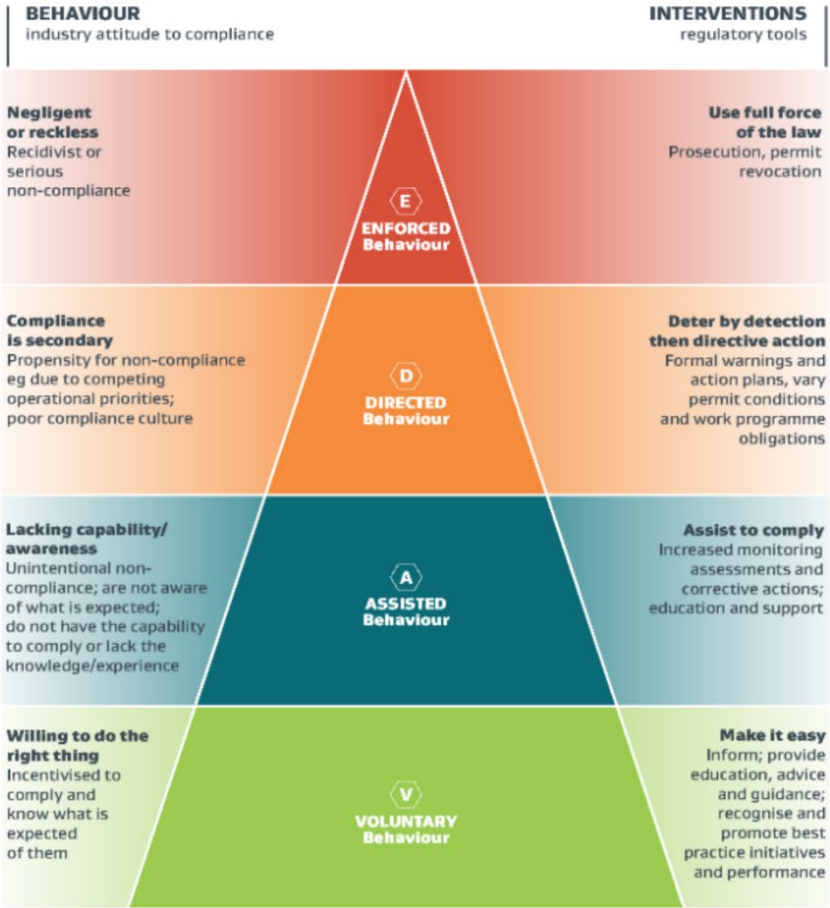 BEHAVIOUR
industry attitude to compliance
INTERVENTIONS
regulatory tools
Negligent
or reckless
Recidivist or
serious
non-compliance
E
ENFORCED
Behaviour
Use full force
of the law
Prosecution, permit
revocation
Compliance
is secondary
Propensity for non-compliance
eg due to competing
operational priorities;
poor compliance culture
D
DIRECTED
Behaviour
Deter by detection
then directive action
Formal warnings and
action plans, vary
permit conditions
and work programme
obligations
Lacking capability/
awareness
Unintentional non-
compliance; are not aware
of what is expected;
do not have the capability
to comply or lack the
knowledge/experience
A
ASSISTED
Behaviour
Assist to comply
Increased monitoring
assessments and
corrective actions;
education and support
Willing to do the
right thing
Incentivised to
comply and
know what is
expected
of them
V
VOLUNTARY
Behaviour
Make it easy
Inform; provide
education, advice
and guidance;
recognise and
promote best
practice initiatives
and performance